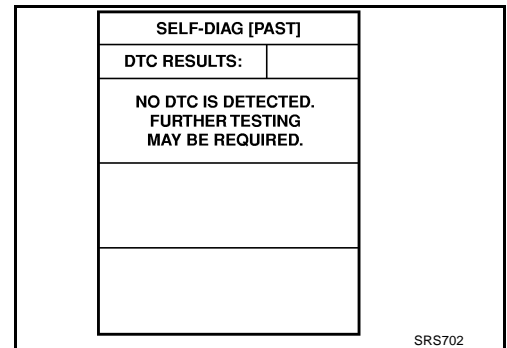 SELF-DIAG [PAST]
DTC RESULTS:
NO DTC IS DETECTED.
FURTHER TESTING
MAY BE REQUIRED.
SRS702